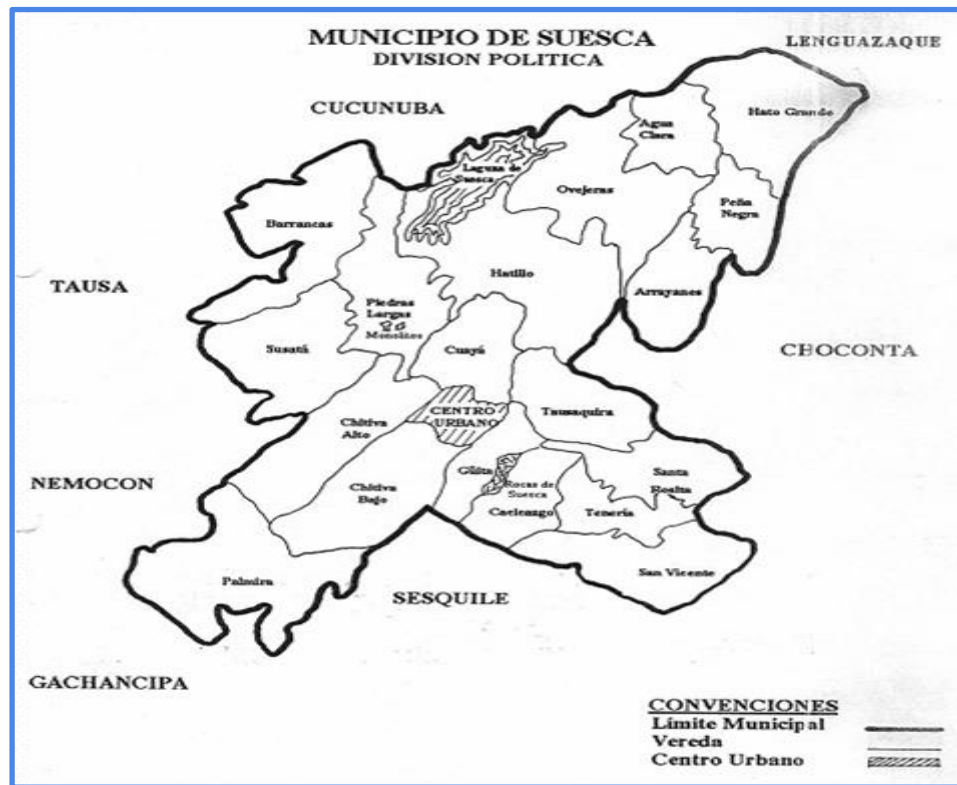 MUNICIPIO DE SUESCA
DIVISION POLITICA
LENGUAZAQUE
CUCUNUBA
Agua
Clara
Hato Grande
Laguna de
Suesca
Ovejeras
Peña
Negra
Barrancas
Hatillo
TAUSA
Arrayanes
Piedras
Largas
Monolitos
Susatá
Cuayá
CHOCONTA
CENTRO
URBANO
Tausaquira
Chitiva
Alto
Güita
Rocas de
Suesca
Santa
Rosita
NEMOCON
Chitiva
Bajo
Cacicazgo
Tenería
San Vicente
Palmira
SESQUILE
GACHANCIPA
CONVENCIONES
Límite Municipal
Vereda
Centro Urbano